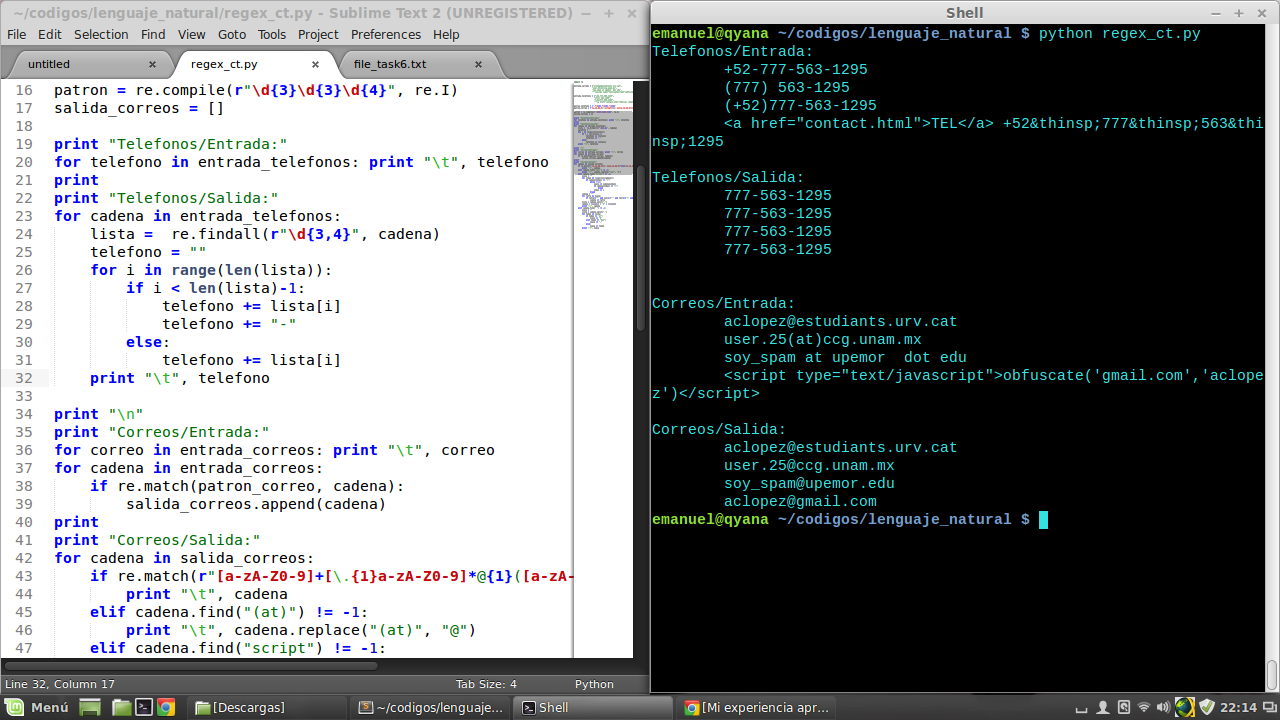 ~/codigos/lenguaje_natural/regex_ct.py - Sublime Text 2 (UNREGISTERED)
File Edit Selection Find View Goto Tools Project Preferences Help
untitled × regex_ct.py × file_task6.txt ×
16 patron = re.compile(r"\d{3}\d{3}\d{4}", re.I)
17 salida_correos = []
18
19 print "Telefonos/Entrada:"
20 for telefono in entrada_telefonos: print "\t", telefono
21 print
22 print "Telefonos/Salida:"
23 for cadena in entrada_telefonos:
24     lista =  re.findall(r"\d{3,4}", cadena)
25     telefono = ""
26     for i in range(len(lista)):
27         if i < len(lista)-1:
28             telefono += lista[i]
29             telefono += "-"
30         else:
31             telefono += lista[i]
32     print "\t", telefono
33
34 print "\n"
35 print "Correos/Entrada:"
36 for correo in entrada_correos: print "\t", correo
37 for cadena in entrada_correos:
38     if re.match(patron_correo, cadena):
39         salida_correos.append(cadena)
40 print
41 print "Correos/Salida:"
42 for cadena in salida_correos:
43     if re.match(r"[a-zA-Z0-9]+[\.{1}a-zA-Z0-9]*@{1}([a-zA-
44         print "\t", cadena
45     elif cadena.find("(at)") != -1:
46         print "\t", cadena.replace("(at)", "@")
47     elif cadena.find("script") != -1:
Line 32, Column 17 Tab Size: 4 Python
Shell
emanuel@qyana ~/codigos/lenguaje_natural $ python regex_ct.py
Telefonos/Entrada:
        +52-777-563-1295
        (777) 563-1295
        (+52)777-563-1295
        <a href="contact.html">TEL</a> +52&thinsp;777&thinsp;563&thi
nsp;1295

Telefonos/Salida:
        777-563-1295
        777-563-1295
        777-563-1295
        777-563-1295

Correos/Entrada:
        aclopez@estudiants.urv.cat
        user.25(at)ccg.unam.mx
        soy_spam at upemor  dot edu
        <script type="text/javascript">obfuscate('gmail.com','aclope
z')</script>

Correos/Salida:
        aclopez@estudiants.urv.cat
        user.25@ccg.unam.mx
        soy_spam@upemor.edu
        aclopez@gmail.com
emanuel@qyana ~/codigos/lenguaje_natural $
Menú [Descargas] ~/codigos/lenguaje... Shell [Mi experiencia apr... 22:14